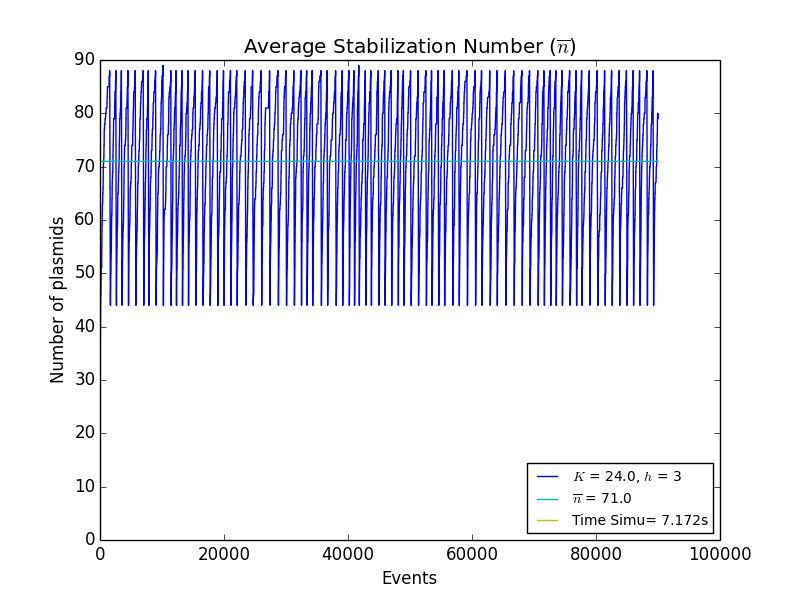 Average Stabilization Number (n̅)
90
80
70
60
50
40
30
20
10
0
Number of plasmids
K = 24.0, h = 3
n̅ = 71.0
Time Simu= 7.172s
0 20000 40000 60000 80000 100000
Events